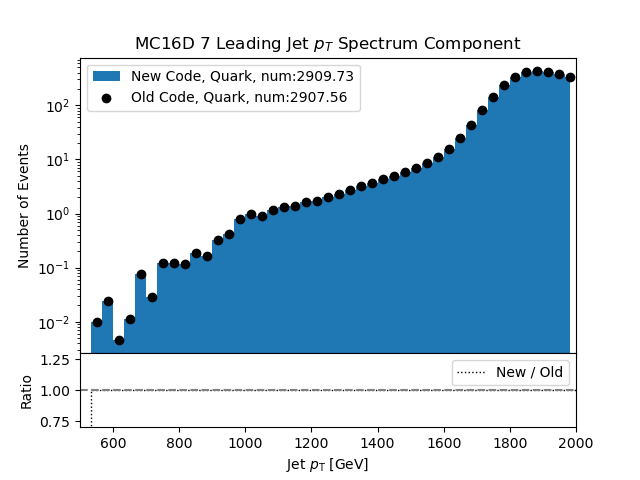 MC16D 7 Leading Jet p_T Spectrum Component
New Code, Quark, num:2909.73
Old Code, Quark, num:2907.56
Number of Events
10²
10¹
10⁰
10⁻¹
10⁻²
New / Old
Ratio
1.25
1.00
0.75
600 800 1000 1200 1400 1600 1800 2000
Jet p_T [GeV]